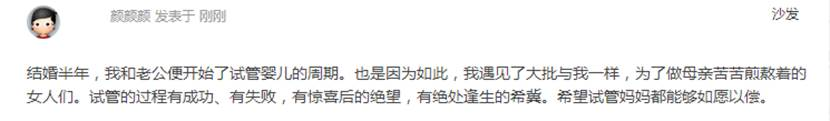 颜颜颜 发表于 刚刚
沙发
结婚半年，我和老公便开始了试管婴儿的周期。也是因为如此，我遇见了大批与我一样，为了做母亲苦苦煎熬着的
女人们。试管的过程有成功、有失败，有惊喜后的绝望，有绝处逢生的希冀。希望试管妈妈都能够如愿以偿。